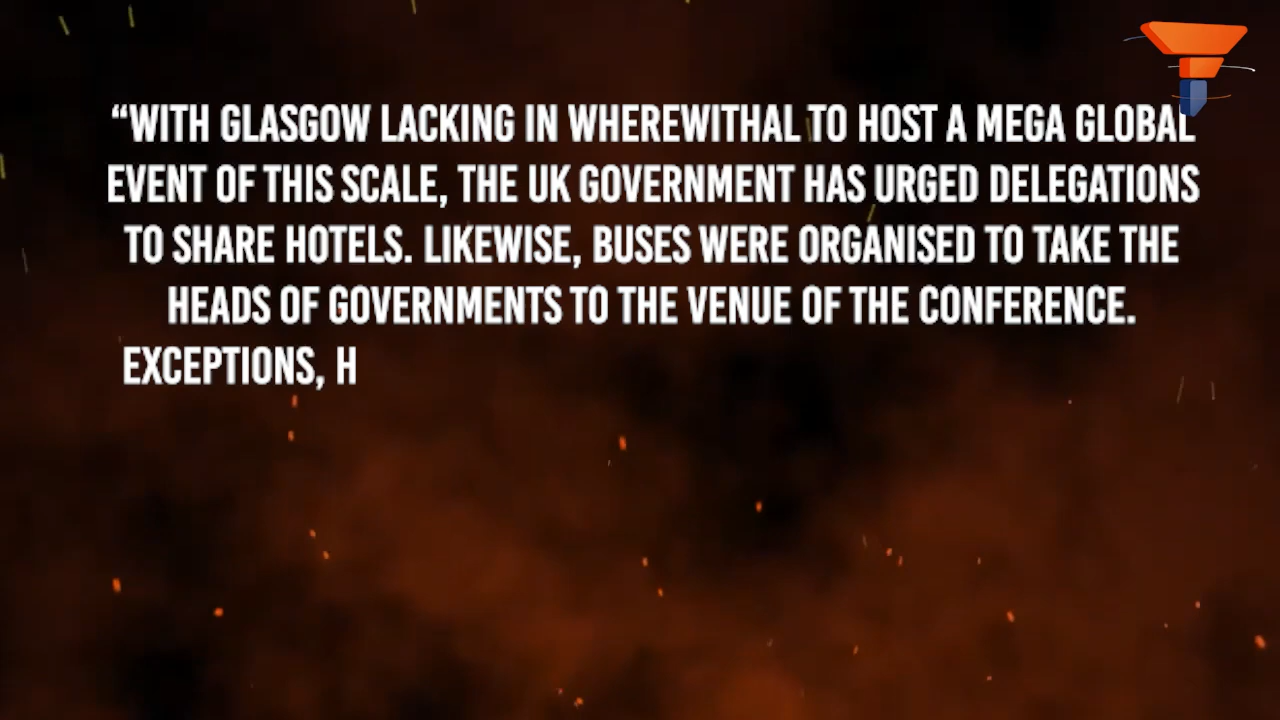 “WITH GLASGOW LACKING IN WHEREWITHAL TO HOST A MEGA GLOBAL
EVENT OF THIS SCALE, THE UK GOVERNMENT HAS URGED DELEGATIONS
TO SHARE HOTELS. LIKEWISE, BUSES WERE ORGANISED TO TAKE THE
HEADS OF GOVERNMENTS TO THE VENUE OF THE CONFERENCE.
EXCEPTIONS, H